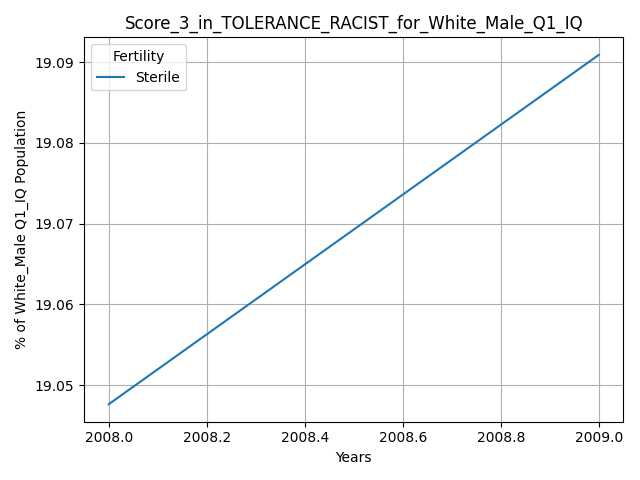 Score_3_in_TOLERANCE_RACIST_for_White_Male_Q1_IQ
Fertility
Sterile
% of White_Male Q1_IQ Population
19.09
19.08
19.07
19.06
19.05
2008.0 2008.2 2008.4 2008.6 2008.8 2009.0
Years